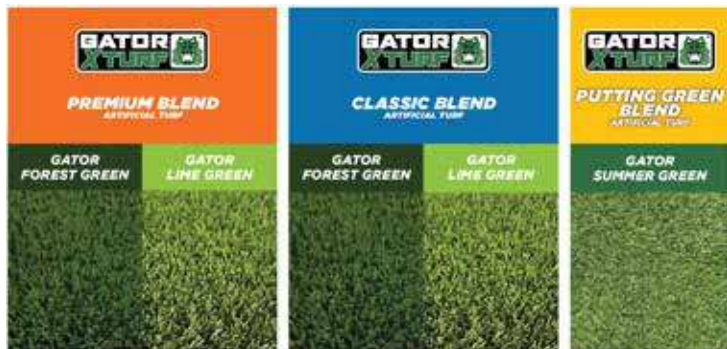 GATOR
XTURF
PREMIUM BLEND
ARTIFICIAL TURF
GATOR
FOREST GREEN
GATOR
LIME GREEN
GATOR
XTURF
CLASSIC BLEND
ARTIFICIAL TURF
GATOR
FOREST GREEN
GATOR
LIME GREEN
GATOR
XTURF
PUTTING GREEN
BLEND
ARTIFICIAL TURF
GATOR
SUMMER GREEN